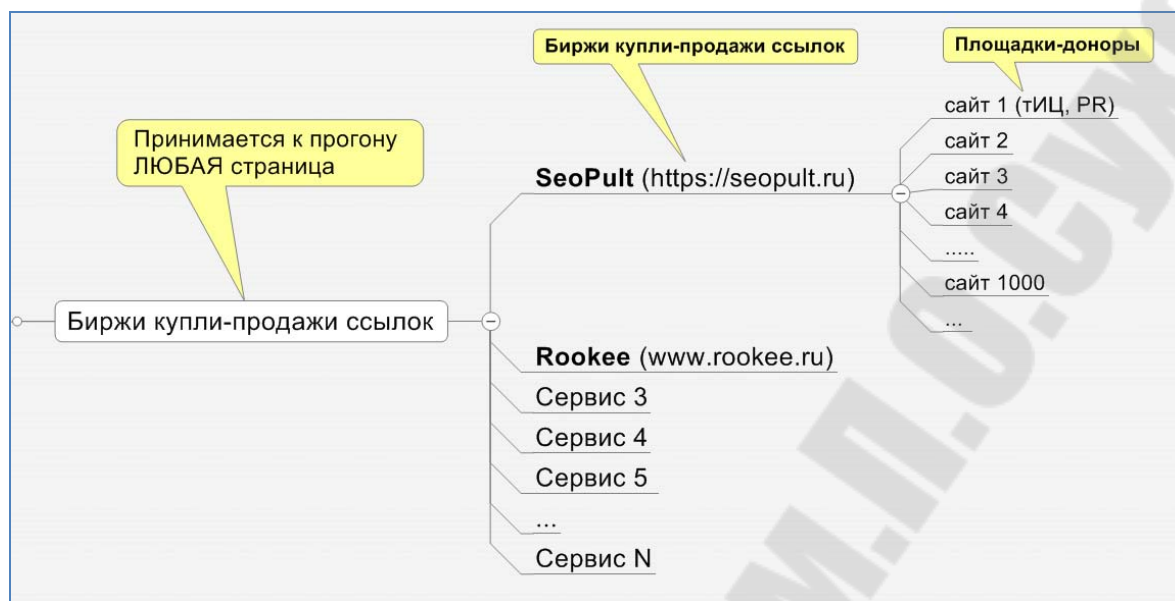 Биржи купли-продажи ссылок
Площадки-доноры
Принимается к прогону
ЛЮБАЯ страница
сайт 1 (тИЦ, PR)
сайт 2
SeoPult (https://seopult.ru)
сайт 3
сайт 4
.....
сайт 1000
...
Биржи купли-продажи ссылок
Rookee (www.rookee.ru)
Сервис 3
Сервис 4
Сервис 5
...
Сервис N
м.П.О.Сух